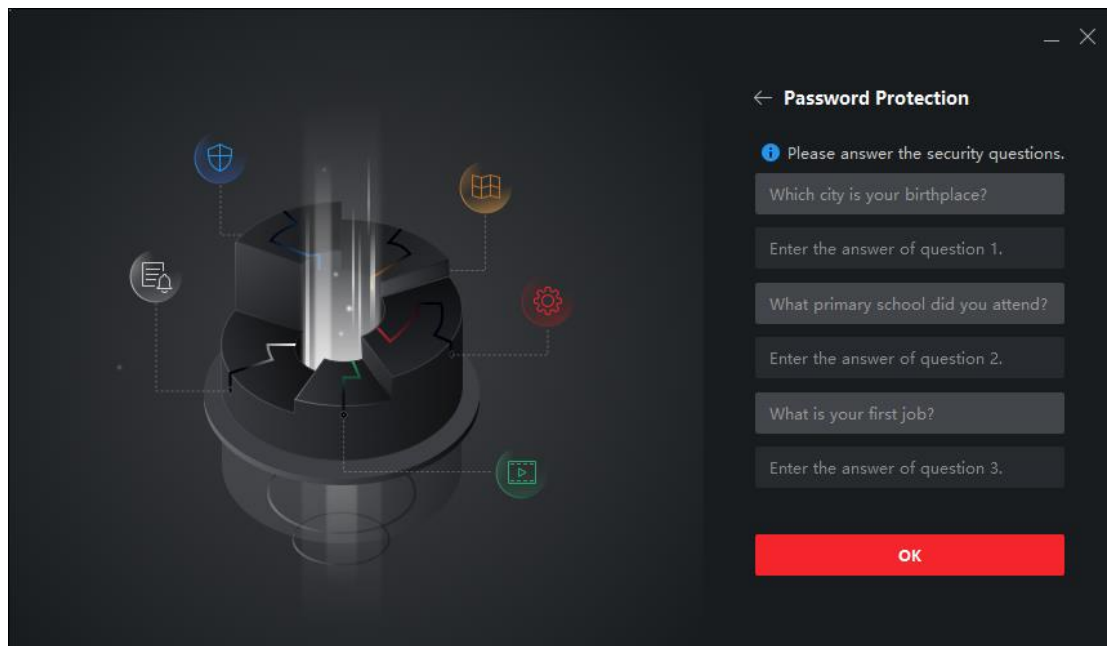 Password Protection
Please answer the security questions.
Which city is your birthplace?
Enter the answer of question 1.
What primary school did you attend?
Enter the answer of question 2.
What is your first job?
Enter the answer of question 3.
OK